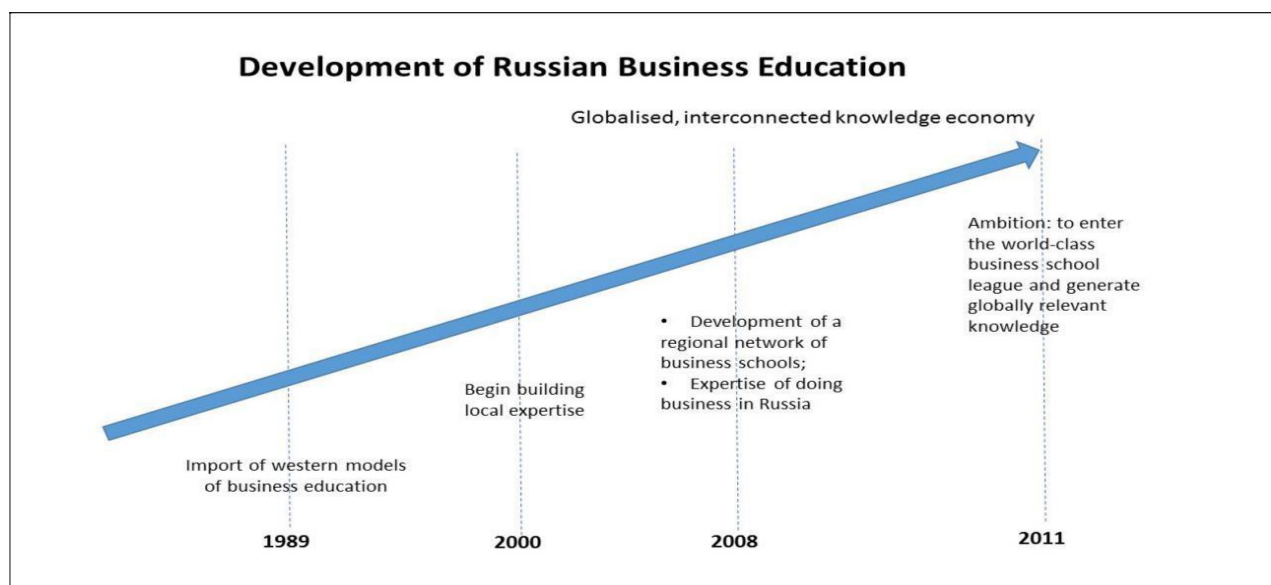 Development of Russian Business Education
Globalised, interconnected knowledge economy
Import of western models
of business education
Begin building
local expertise
• Development of a
regional network of
business schools;
• Expertise of doing
business in Russia
Ambition: to enter
the world-class
business school
league and generate
globally relevant
knowledge
1989
2000
2008
2011